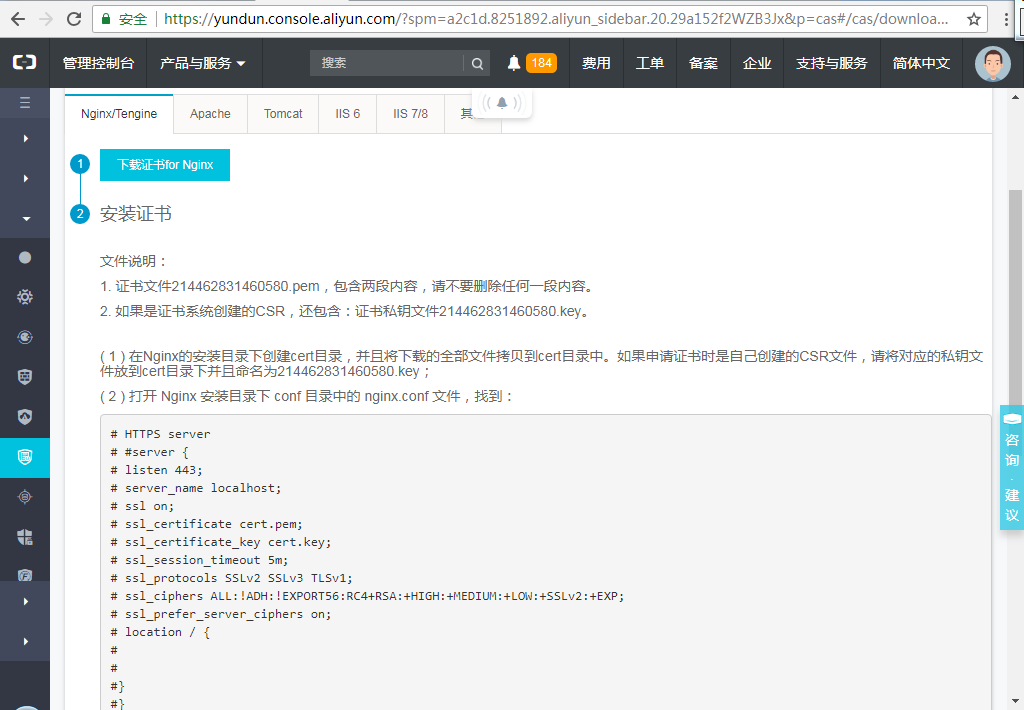 安全 https://yundun.console.aliyun.com/?spm=a2c1d.8251892.aliyun_sidebar.20.29a152f2WZB3Jx&p=cas#/cas/downloa...
管理控制台 产品与服务 搜索 184 费用 工单 备案 企业 支持与服务 简体中文
Nginx/Tengine Apache Tomcat IIS 6 IIS 7/8 其
1 下载证书for Nginx
2 安装证书
文件说明：
1. 证书文件214462831460580.pem，包含两段内容，请不要删除任何一段内容。
2. 如果是证书系统创建的CSR，还包含：证书私钥文件214462831460580.key。
( 1 ) 在Nginx的安装目录下创建cert目录，并且将下载的全部文件拷贝到cert目录中。如果申请证书时是自己创建的CSR文件，请将对应的私钥文
件放到cert目录下并且命名为214462831460580.key；
( 2 ) 打开 Nginx 安装目录下 conf 目录中的 nginx.conf 文件，找到：
# HTTPS server
# #server {
# listen 443;
# server_name localhost;
# ssl on;
# ssl_certificate cert.pem;
# ssl_certificate_key cert.key;
# ssl_session_timeout 5m;
# ssl_protocols SSLv2 SSLv3 TLSv1;
# ssl_ciphers ALL:!ADH:!EXPORT56:RC4+RSA:+HIGH:+MEDIUM:+LOW:+SSLv2:+EXP;
# ssl_prefer_server_ciphers on;
# location / {
#
#
#}
#}
咨询·建议